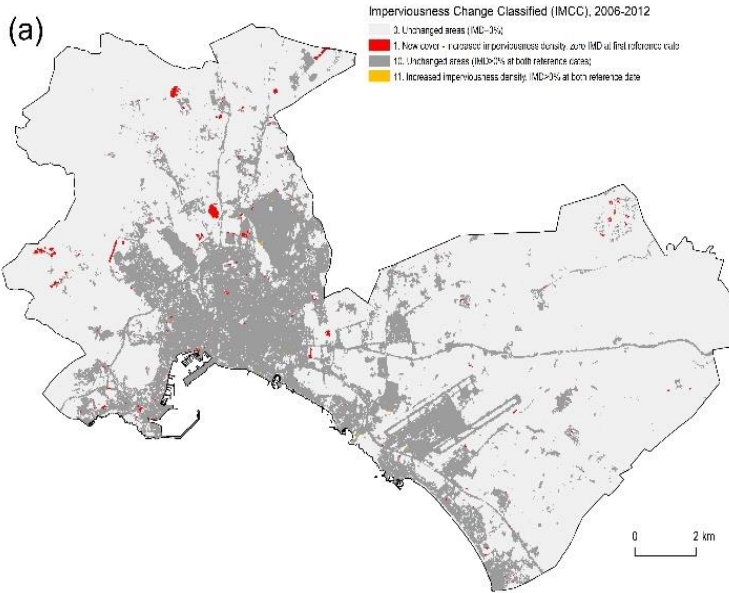 (a)
Imperviousness Change Classified (IMCC), 2006-2012
0. Unchanged areas (IMD=0%)
1. New cover - increased imperviousness density, zero IMD at first reference date
10. Unchanged areas (IMD>0% at both reference dates)
11. Increased imperviousness density, IMD>0% at both reference date
0 2 km